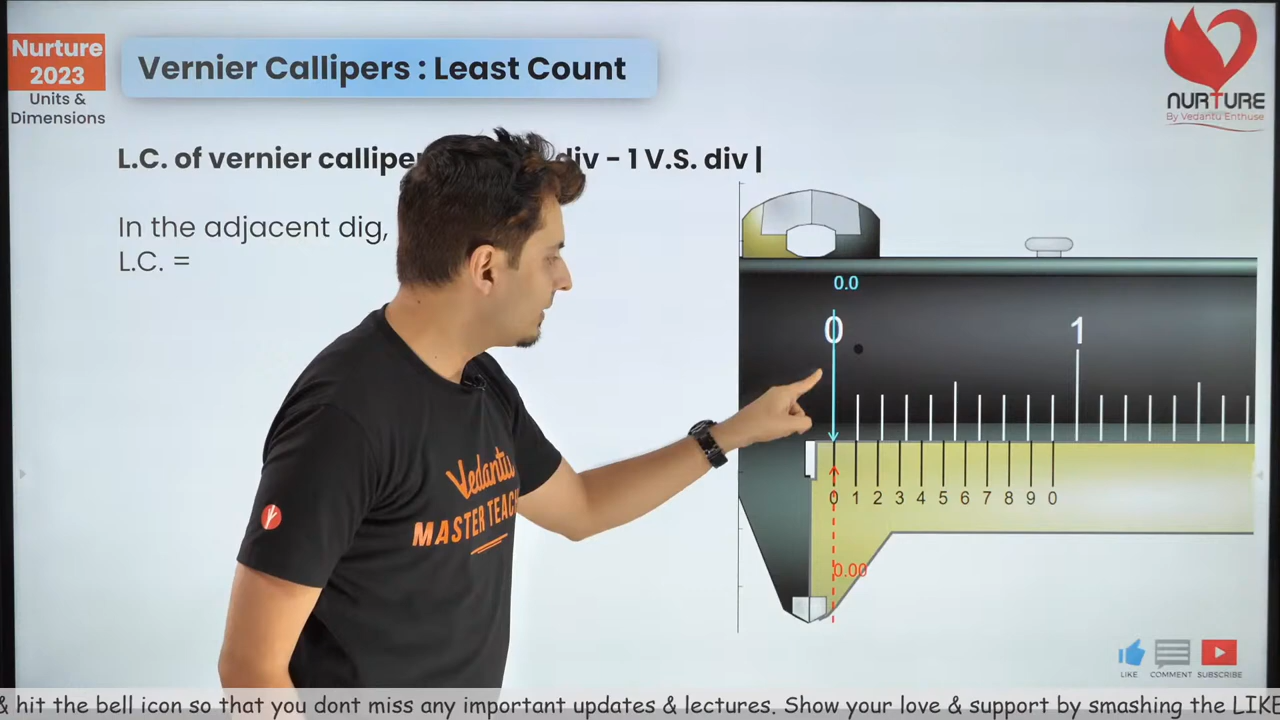 Nurture
2023
Units &
Dimensions
Vernier Callipers : Least Count
NURTURE
By Vedantu Enthuse
L.C. of vernier div - 1 V.S. div |
In the adjacent dig,
L.C. =
0.0
0 1
0 1 2 3 4 5 6 7 8 9 0
0.00
Vedantu
MASTER
LIKE COMMENT SUBSCRIBE
& hit the bell icon so that you dont miss any important updates & lectures. Show your love & support by smashing the LIKE